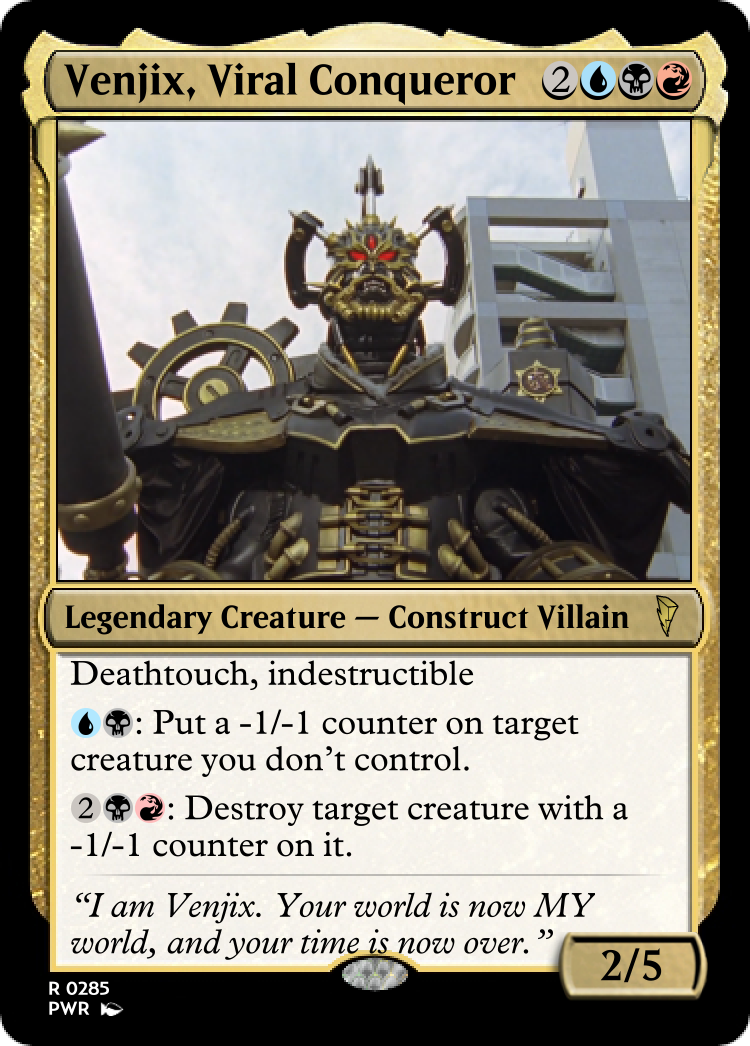 Venjix, Viral Conqueror 2
Legendary Creature — Construct Villain
Deathtouch, indestructible
: Put a -1/-1 counter on target
creature you don’t control.
2: Destroy target creature with a
-1/-1 counter on it.
“I am Venjix. Your world is now MY
world, and your time is now over.”
2/5
R 0285
PWR